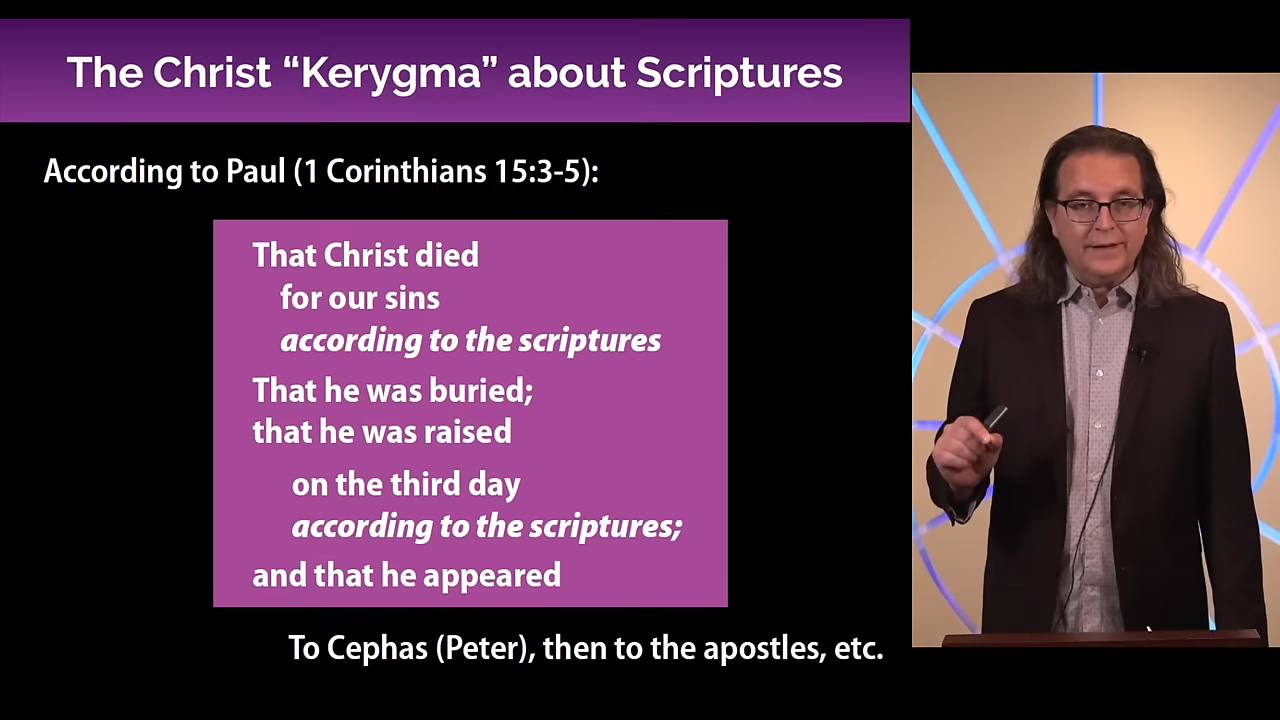 The Christ “Kerygma” about Scriptures
According to Paul (1 Corinthians 15:3-5):
That Christ died
for our sins
according to the scriptures
That he was buried;
that he was raised
on the third day
according to the scriptures;
and that he appeared
To Cephas (Peter), then to the apostles, etc.